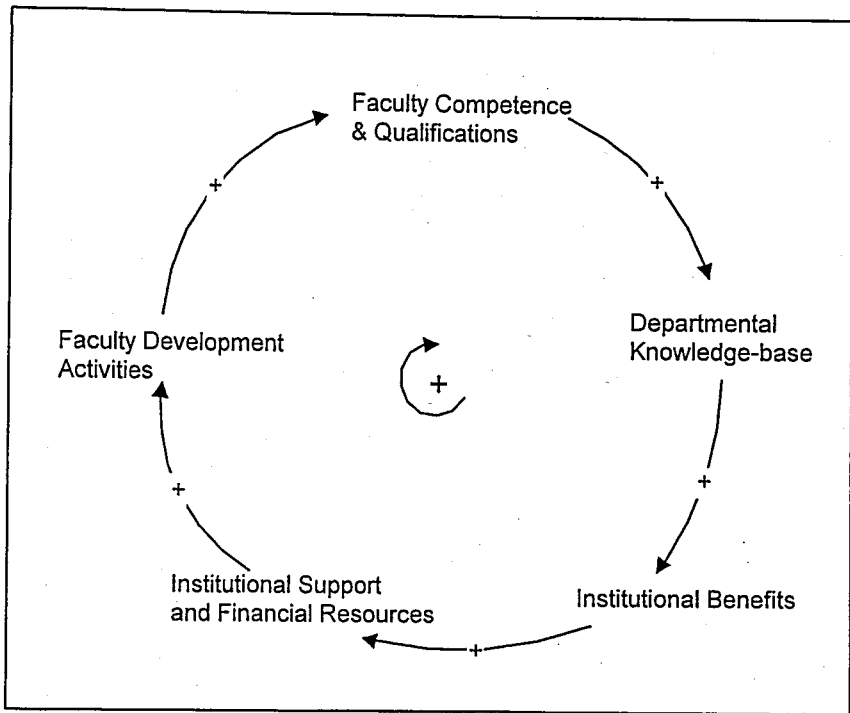 Faculty Competence
& Qualifications
+
+
Departmental
Knowledge-base
Faculty Development
Activities
+
+
+
Institutional Support
and Financial Resources
Institutional Benefits
+